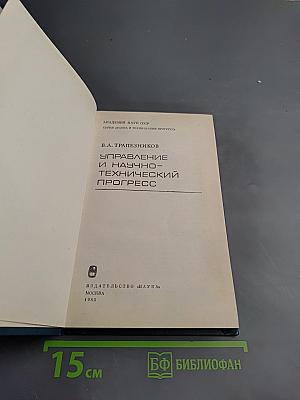 АКАДЕМИЯ НАУК СССР
СЕРИЯ «НАУКА И ТЕХНИЧЕСКИЙ ПРОГРЕСС»
В.А. ТРАПЕЗНИКОВ
УПРАВЛЕНИЕ
И НАУЧНО-
ТЕХНИЧЕСКИЙ
ПРОГРЕСС
ИЗДАТЕЛЬСТВО «НАУКА»
МОСКВА
1983
15 см
БФ БИБЛИОФАН